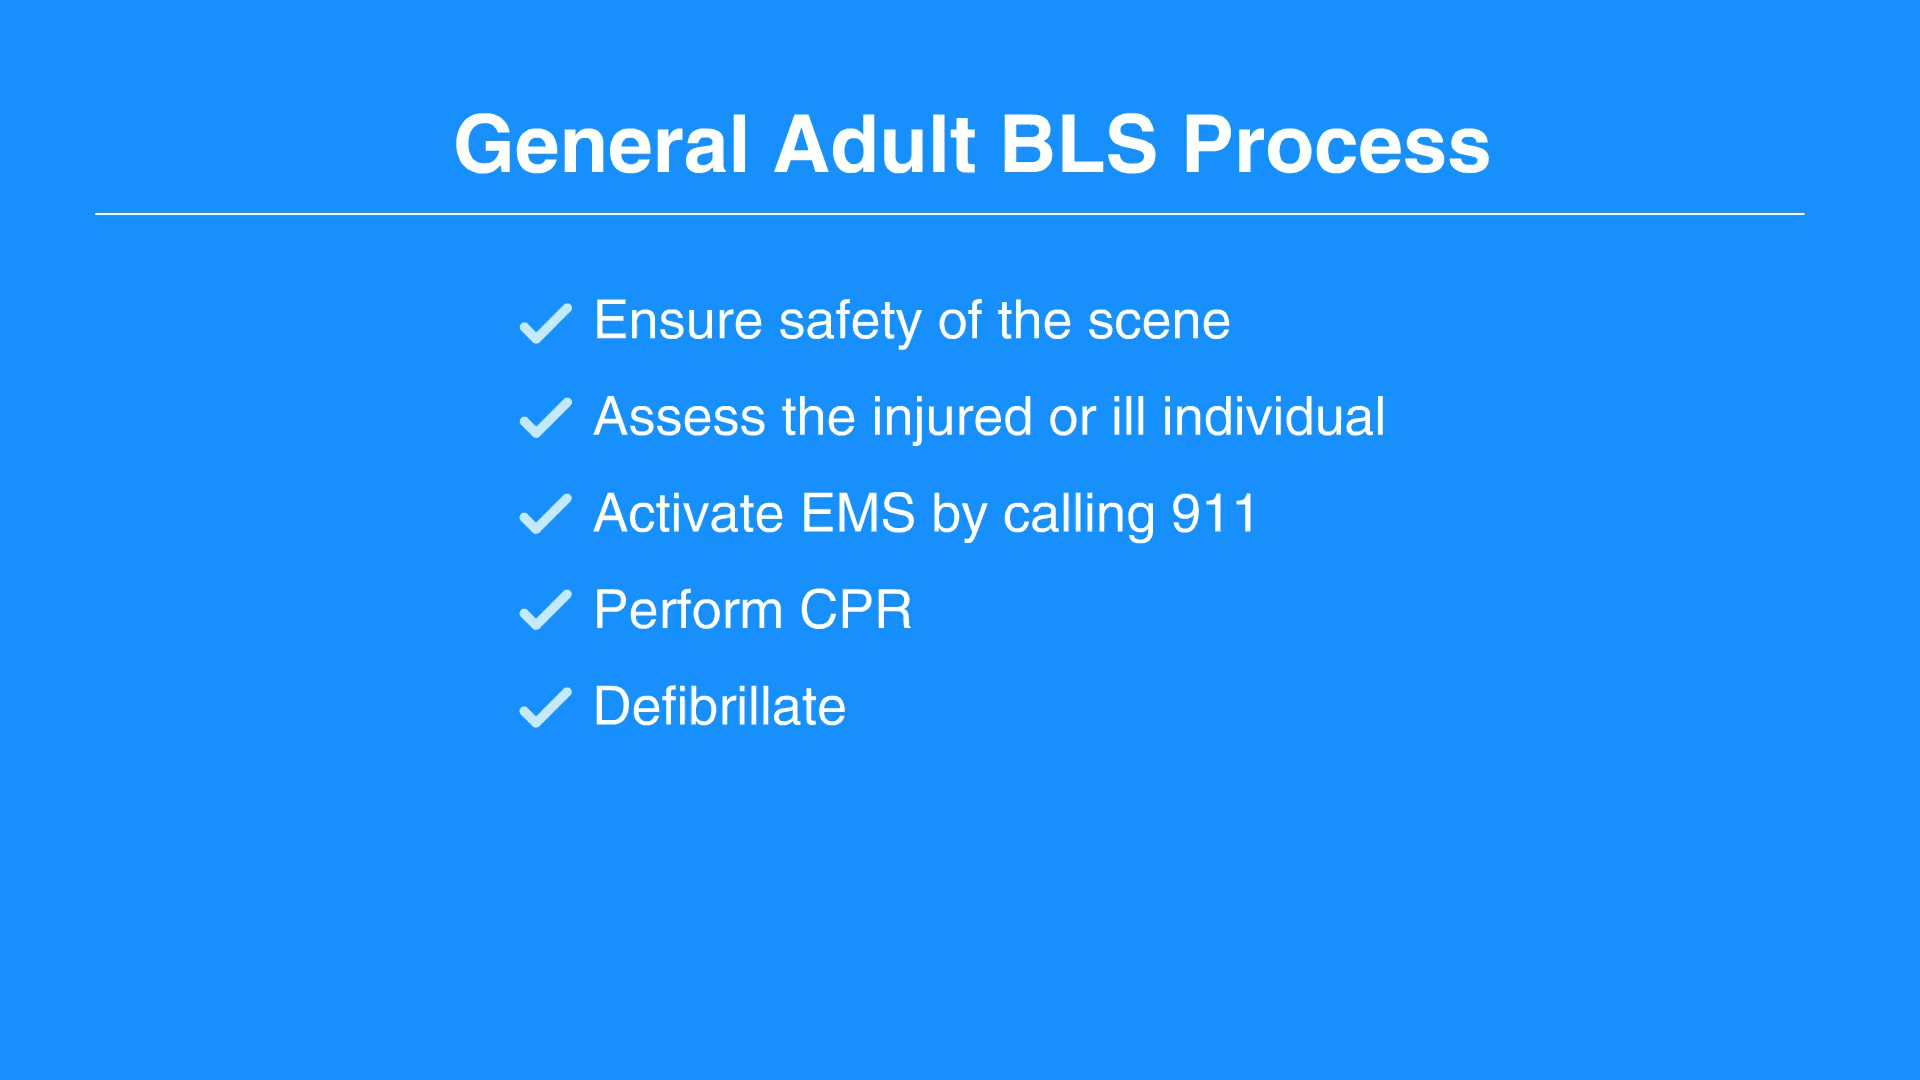 General Adult BLS Process
Ensure safety of the scene
Assess the injured or ill individual
Activate EMS by calling 911
Perform CPR
Defibrillate